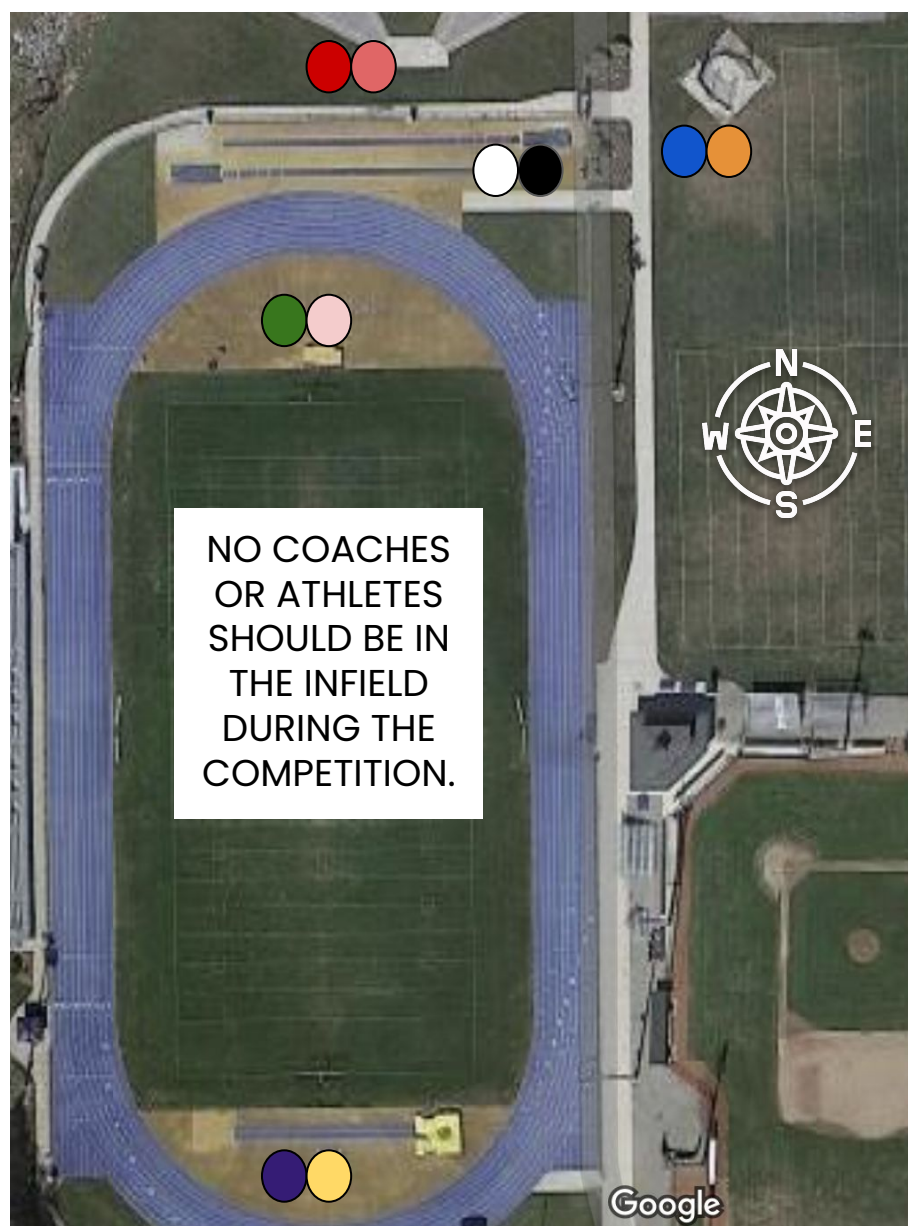 N
W E
S
NO COACHES
OR ATHLETES
SHOULD BE IN
THE INFIELD
DURING THE
COMPETITION.
Google